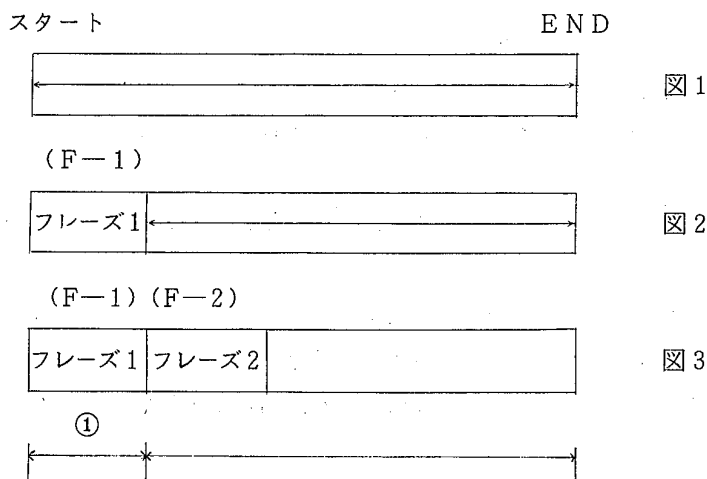 スタート END
図1
(F—1)
フレーズ1 図2
(F—1)(F—2)
フレーズ1 フレーズ2 図3
①